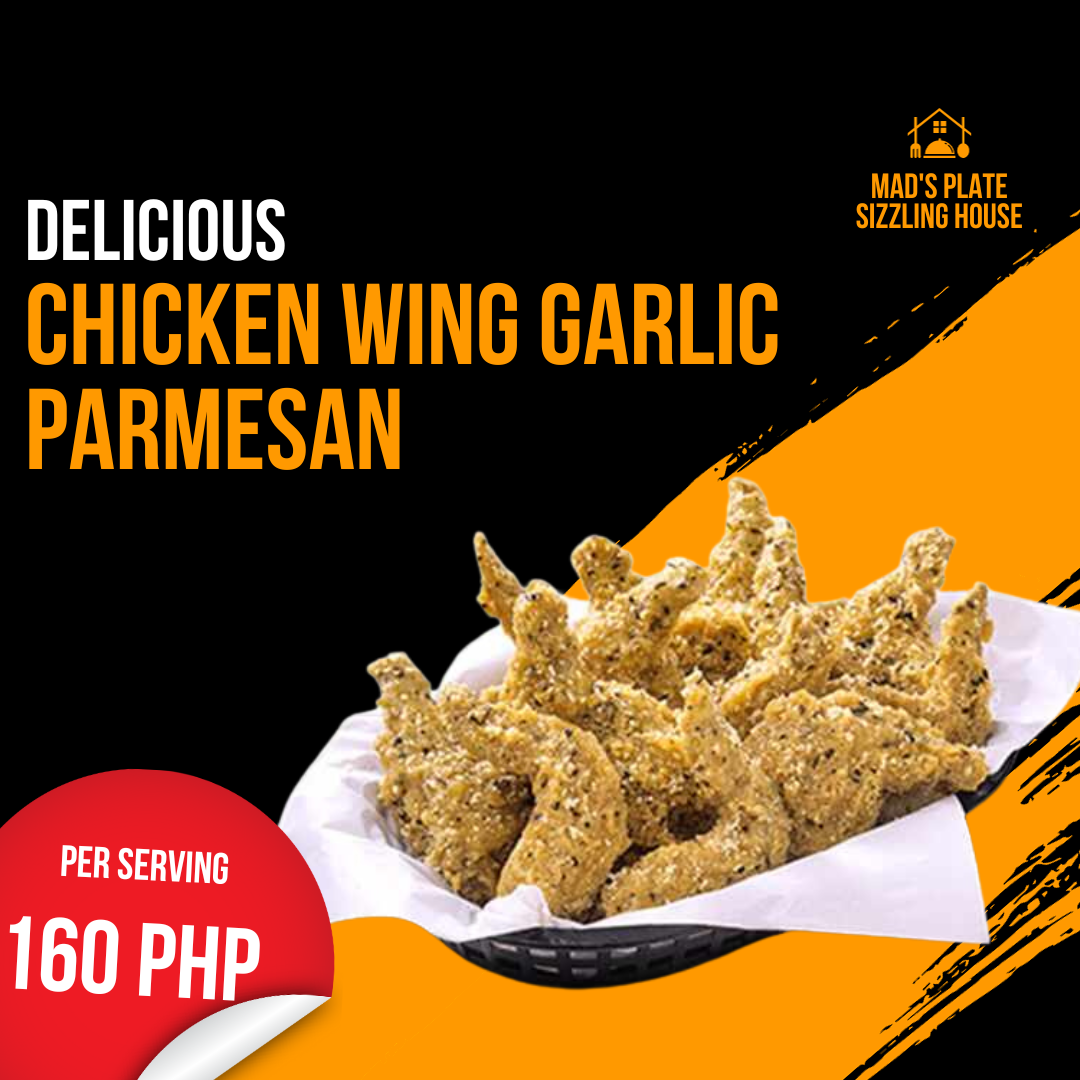 MAD'S PLATE
SIZZLING HOUSE
DELICIOUS
CHICKEN WING GARLIC
PARMESAN
PER SERVING
160 PHP